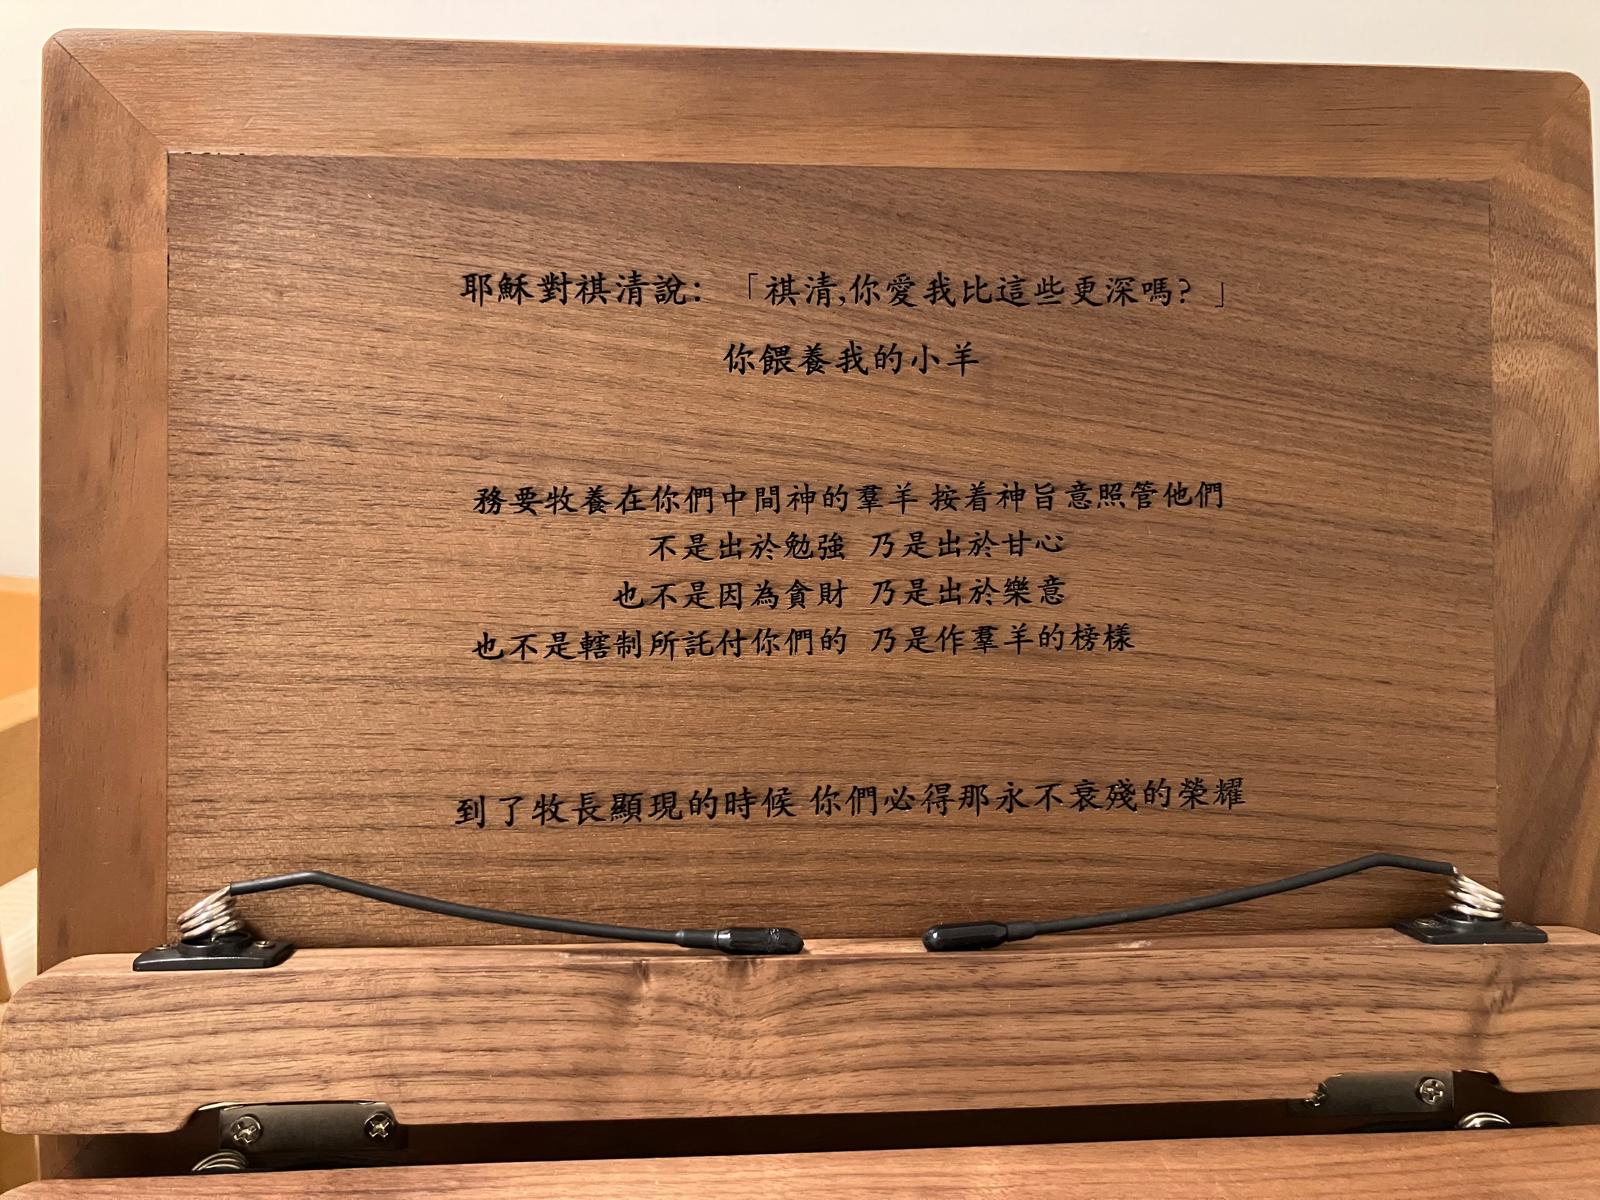 耶穌對祺清說：「祺清,你愛我比這些更深嗎？」
你餵養我的小羊
務要牧養在你們中間神的羣羊 按着神旨意照管他們
不是出於勉強 乃是出於甘心
也不是因為貪財 乃是出於樂意
也不是轄制所託付你們的 乃是作羣羊的榜樣
到了牧長顯現的時候 你們必得那永不衰殘的榮耀